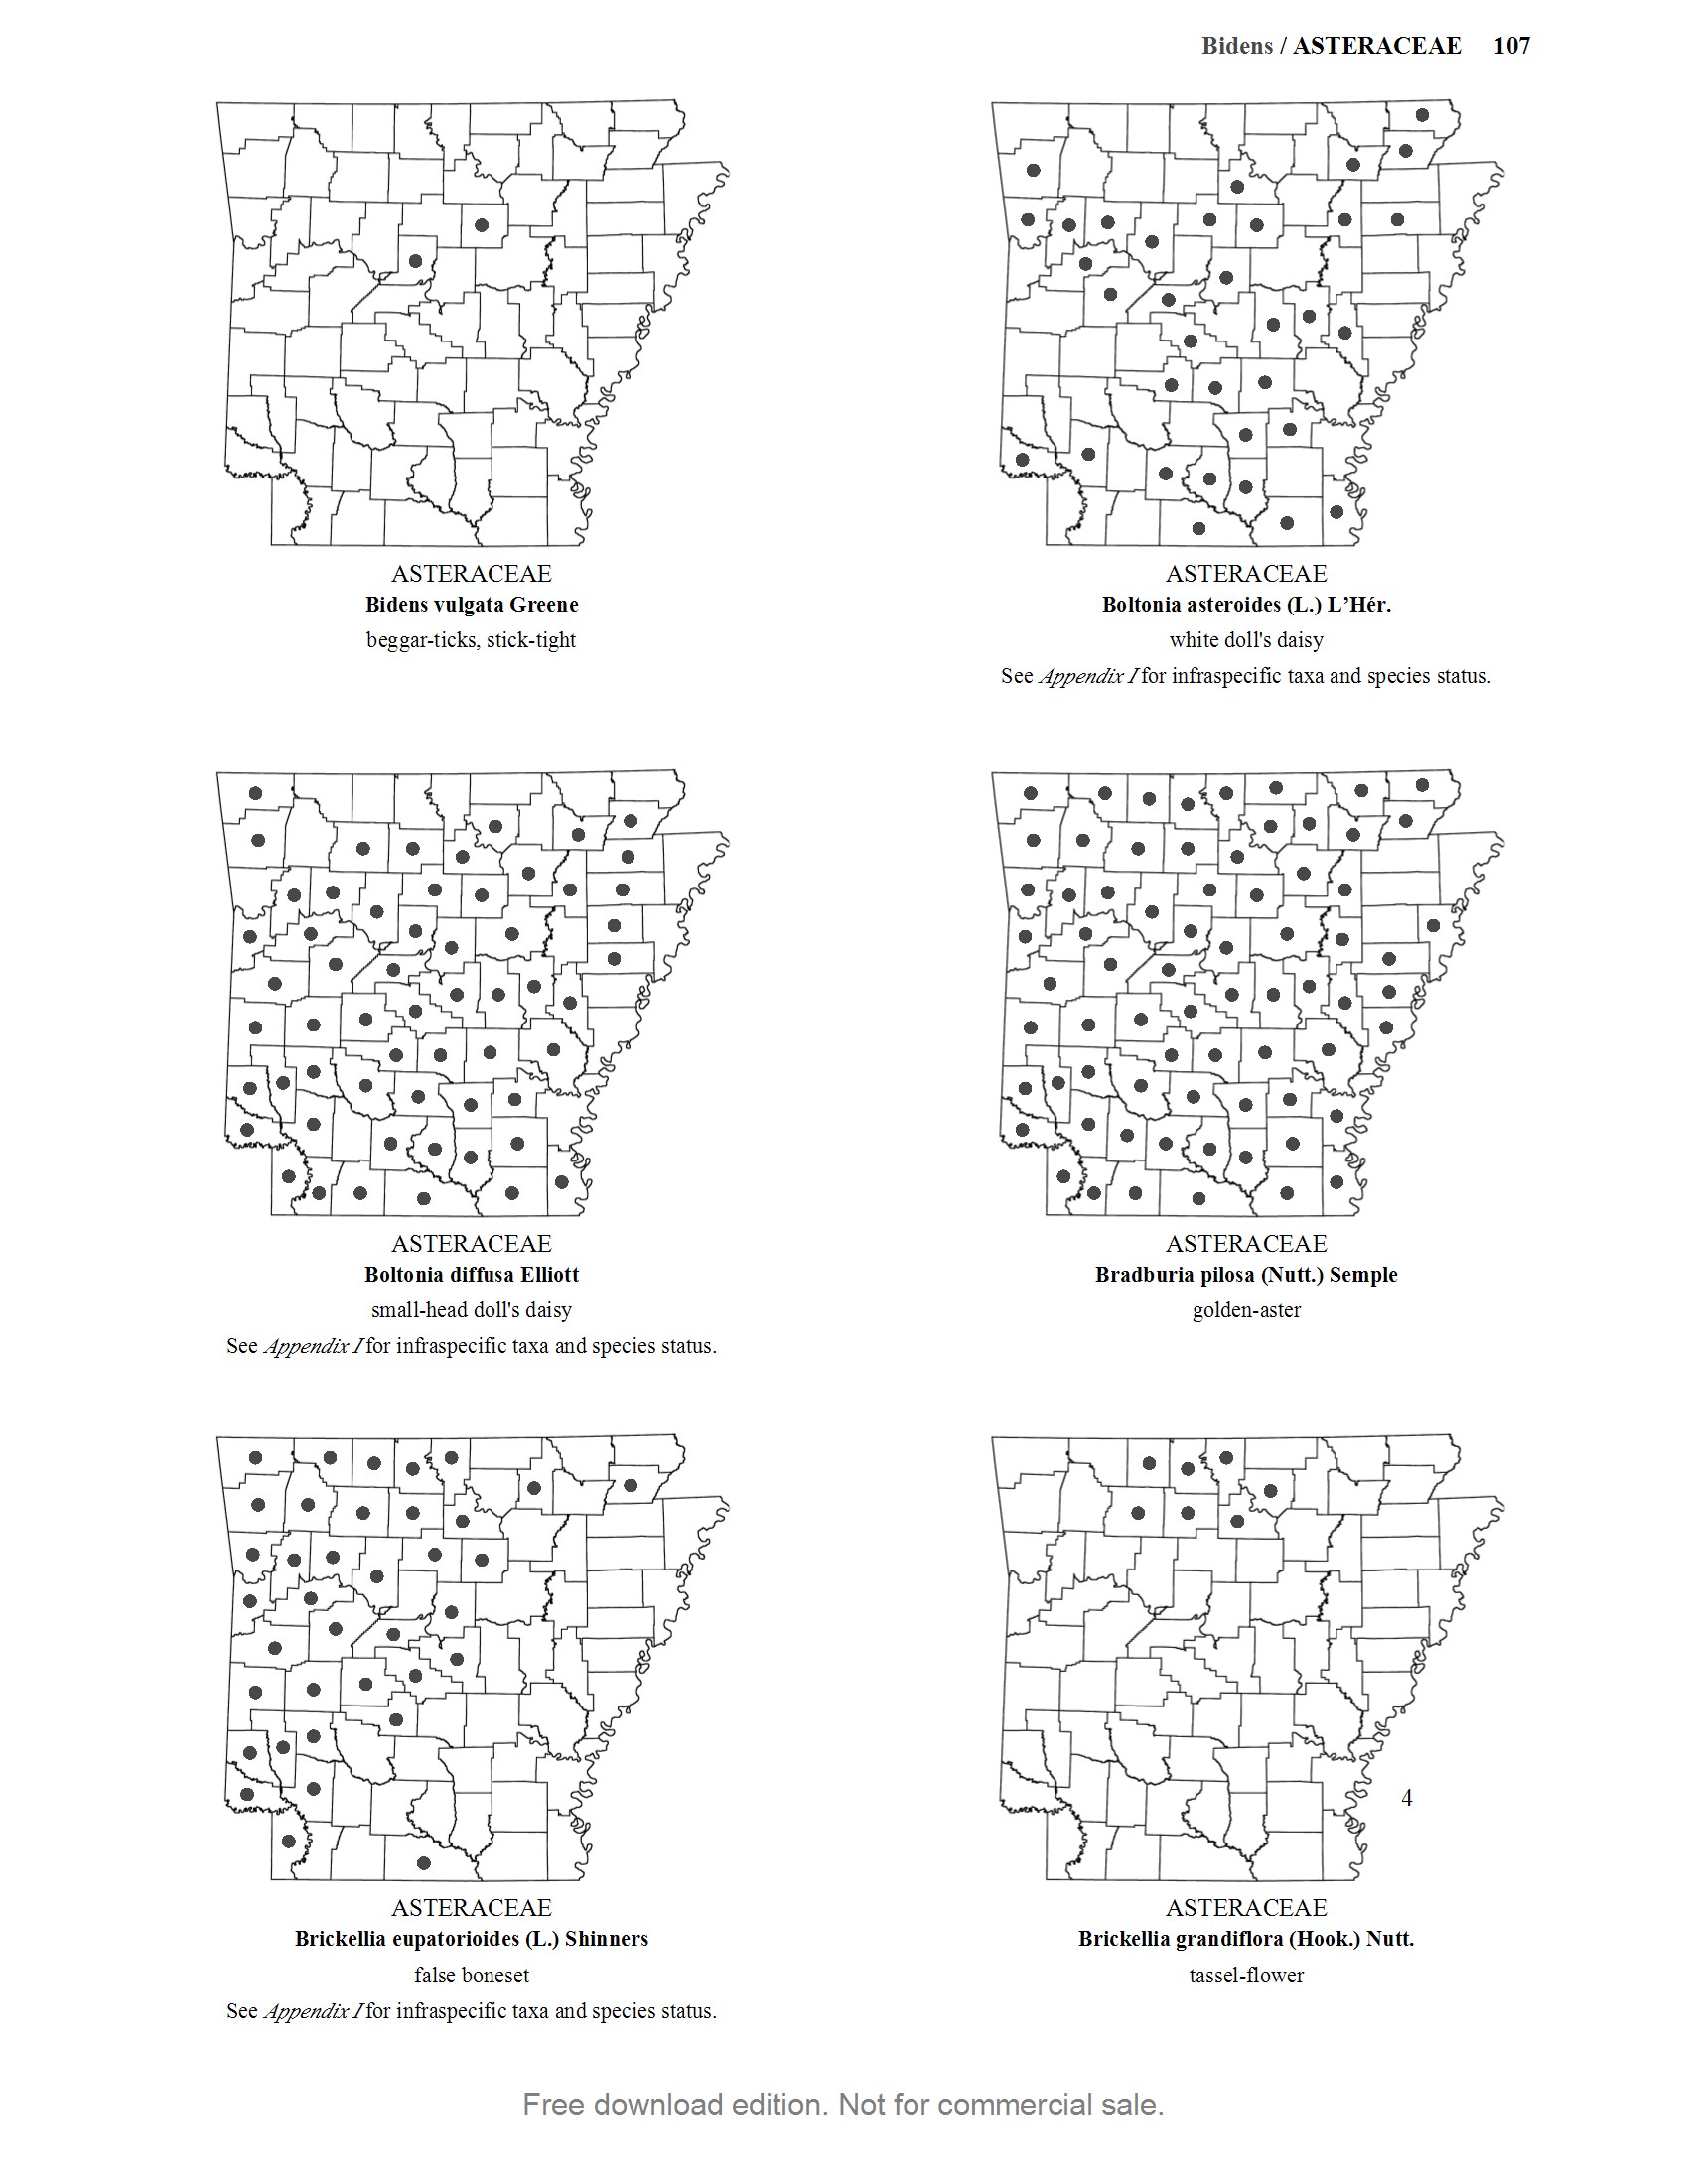 Bidens / ASTERACEAE 107
ASTERACEAE
Bidens vulgata Greene
beggar-ticks, stick-tight
ASTERACEAE
Boltonia asteroides (L.) L’Hér.
white doll's daisy
See Appendix I for infraspecific taxa and species status.
ASTERACEAE
Boltonia diffusa Elliott
small-head doll's daisy
See Appendix I for infraspecific taxa and species status.
ASTERACEAE
Bradburia pilosa (Nutt.) Semple
golden-aster
ASTERACEAE
Brickellia eupatorioides (L.) Shinners
false boneset
See Appendix I for infraspecific taxa and species status.
4
ASTERACEAE
Brickellia grandiflora (Hook.) Nutt.
tassel-flower
Free download edition. Not for commercial sale.